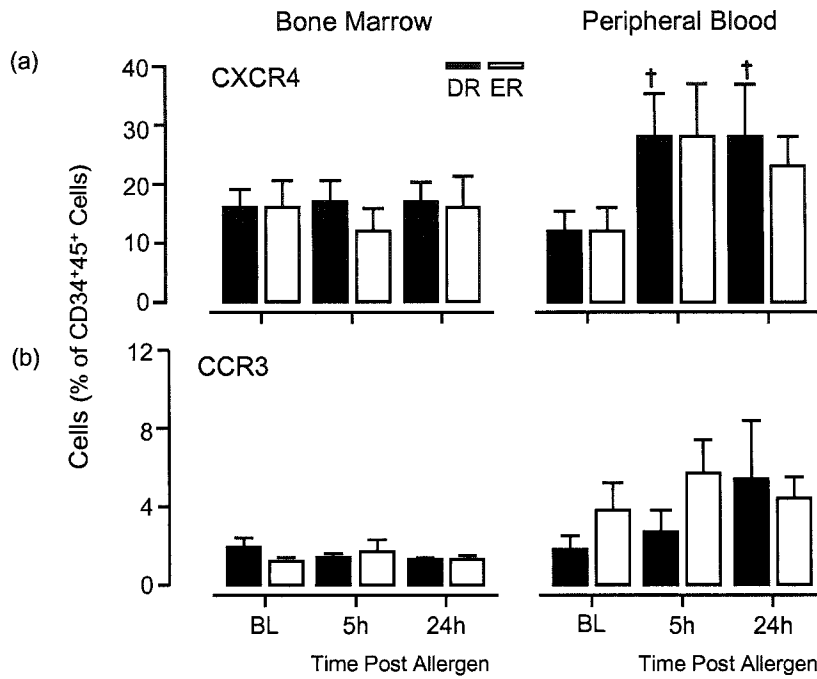 Bone Marrow Peripheral Blood
(a)
CXCR4
DR ER
† †
40
30
20
10
0
Cells (% of CD34⁺45⁺ Cells)
(b)
CCR3
12
8
4
0
BL 5h 24h BL 5h 24h
Time Post Allergen Time Post Allergen